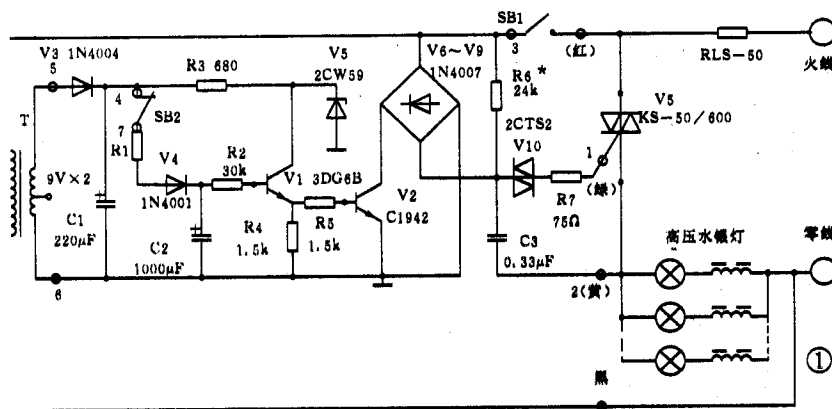 SB1
3
(红)
RLS-50
火线
V3 1N4004
5
R3 680
V5
2CW59
V6～V9
1N4007
R6 *
24k
V5
KS-50/600
T
4
SB2
7
R1
V4
1N4001
R2
30k
V1
3DG6B
V2
C1942
2CTS2
V10
1
(绿)
R7
75Ω
9V×2
C1
220μF
C2
1000μF
R4
1.5k
R5
1.5k
C3
0.33μF
高压水银灯
零线
6
2(黄)
黑
①